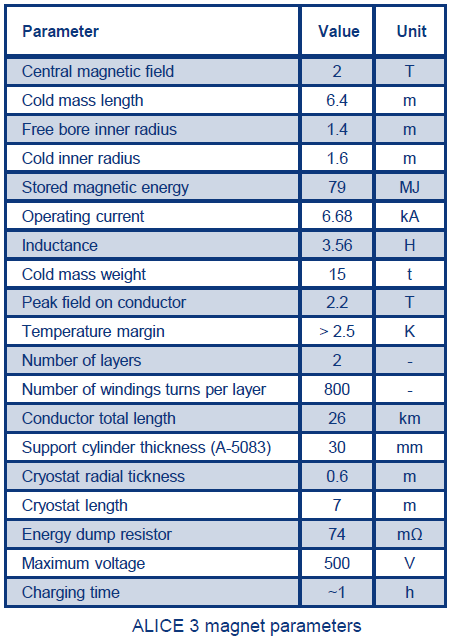 Parameter Value Unit
Central magnetic field 2 T
Cold mass length 6.4 m
Free bore inner radius 1.4 m
Cold inner radius 1.6 m
Stored magnetic energy 79 MJ
Operating current 6.68 kA
Inductance 3.56 H
Cold mass weight 15 t
Peak field on conductor 2.2 T
Temperature margin > 2.5 K
Number of layers 2 -
Number of windings turns per layer 800 -
Conductor total length 26 km
Support cylinder thickness (A-5083) 30 mm
Cryostat radial tickness 0.6 m
Cryostat length 7 m
Energy dump resistor 74 mΩ
Maximum voltage 500 V
Charging time ~1 h
ALICE 3 magnet parameters